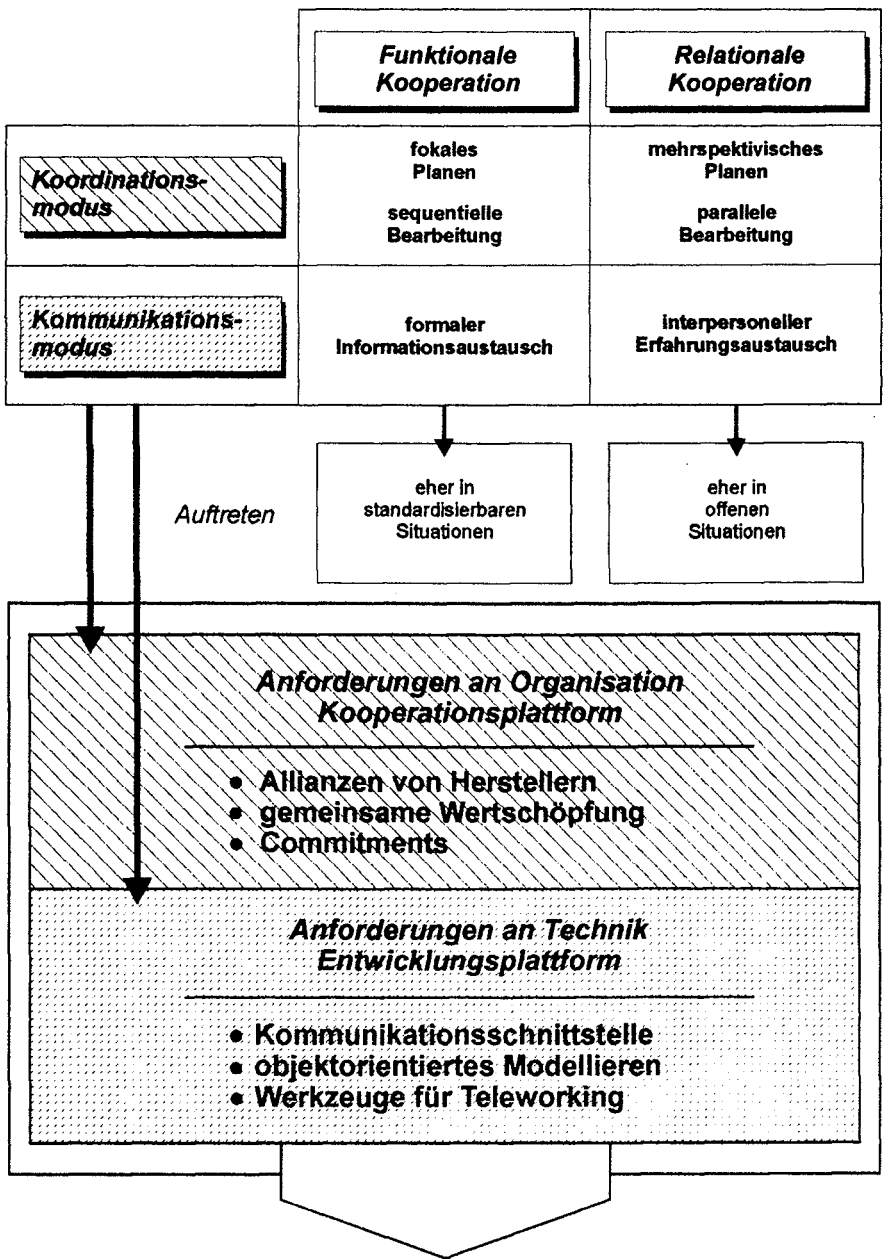 Funktionale
Kooperation
Relationale
Kooperation
Koordinations-
modus
fokales
Planen
sequentielle
Bearbeitung
mehrspektivisches
Planen
parallele
Bearbeitung
Kommunikations-
modus
formaler
Informationsaustausch
interpersoneller
Erfahrungsaustausch
Auftreten
eher in
standardisierbaren
Situationen
eher in
offenen
Situationen
Anforderungen an Organisation
Kooperationsplattform
• Allianzen von Herstellern
• gemeinsame Wertschöpfung
• Commitments
Anforderungen an Technik
Entwicklungsplattform
• Kommunikationsschnittstelle
• objektorientiertes Modellieren
• Werkzeuge für Teleworking